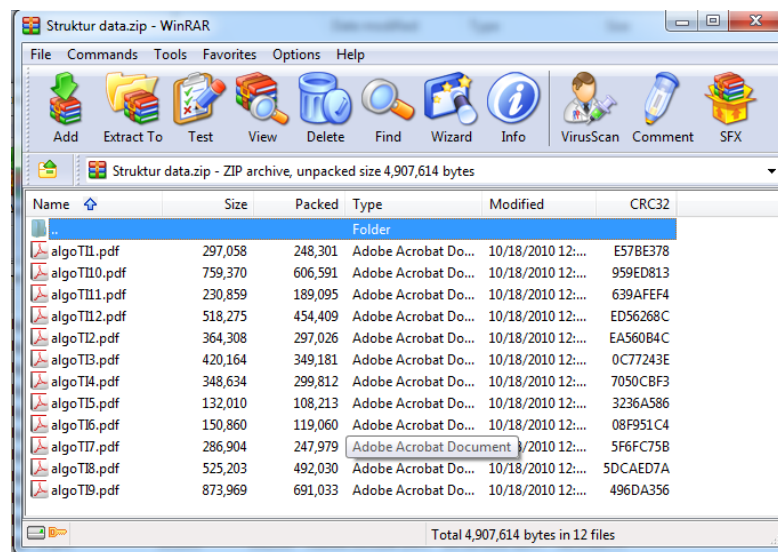 Struktur data.zip - WinRAR
File Commands Tools Favorites Options Help
Add Extract To Test View Delete Find Wizard Info VirusScan Comment SFX
Struktur data.zip - ZIP archive, unpacked size 4,907,614 bytes
Name Size Packed Type Modified CRC32
.. Folder
algoTI1.pdf 297,058 248,301 Adobe Acrobat Do... 10/18/2010 12:... E57BE378
algoTI10.pdf 759,370 606,591 Adobe Acrobat Do... 10/18/2010 12:... 959ED813
algoTI11.pdf 230,859 189,095 Adobe Acrobat Do... 10/18/2010 12:... 639AFEF4
algoTI12.pdf 518,275 454,409 Adobe Acrobat Do... 10/18/2010 12:... ED56268C
algoTI2.pdf 364,308 297,026 Adobe Acrobat Do... 10/18/2010 12:... EA560B4C
algoTI3.pdf 420,164 349,181 Adobe Acrobat Do... 10/18/2010 12:... 0C77243E
algoTI4.pdf 348,634 299,812 Adobe Acrobat Do... 10/18/2010 12:... 7050CBF3
algoTI5.pdf 132,010 108,213 Adobe Acrobat Do... 10/18/2010 12:... 3236A586
algoTI6.pdf 150,860 119,060 Adobe Acrobat Do... 10/18/2010 12:... 08F951C4
algoTI7.pdf 286,904 247,979 Adobe Acrobat Document /2010 12:... 5F6FC75B
algoTI8.pdf 525,203 492,030 Adobe Acrobat Do... 10/18/2010 12:... 5DCAED7A
algoTI9.pdf 873,969 691,033 Adobe Acrobat Do... 10/18/2010 12:... 496DA356
Total 4,907,614 bytes in 12 files